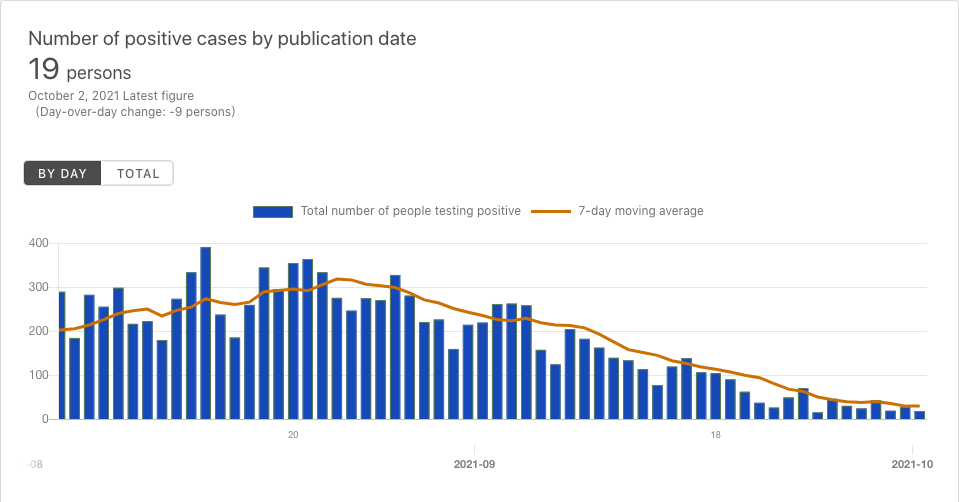 Number of positive cases by publication date
19 persons
October 2, 2021 Latest figure
(Day-over-day change: -9 persons)
BY DAY TOTAL
Total number of people testing positive 7-day moving average
400
300
200
100
0
20 18
-08 2021-09 2021-10